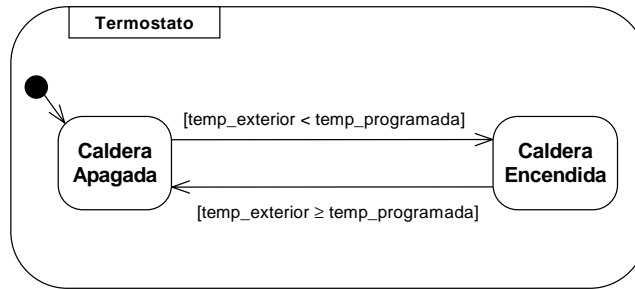 Termostato
[temp_exterior < temp_programada]
Caldera
Apagada
Caldera
Encendida
[temp_exterior ≥ temp_programada]